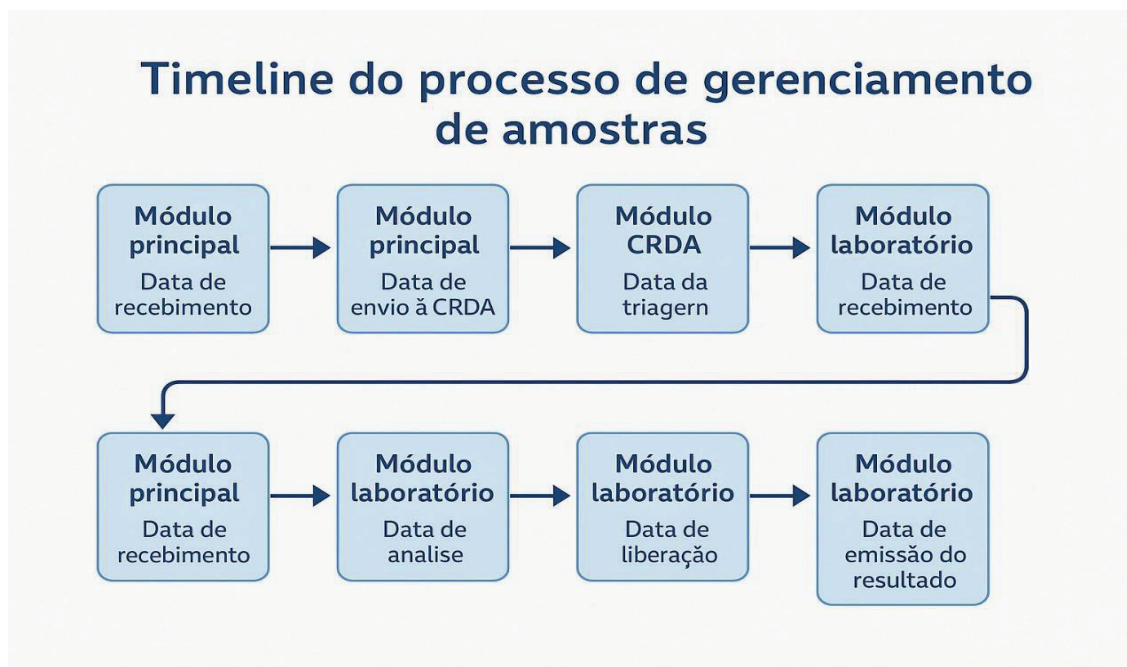 Timeline do processo de gerenciamento
de amostras
Módulo
principal
Data de
recebimento
Módulo
principal
Data de
envio ă CRDA
Módulo
CRDA
Data da
triagern
Módulo
laboratório
Data de
recebimento
Módulo
principal
Data de
recebimento
Módulo
laboratório
Data de
analise
Módulo
laboratório
Data de
liberação
Módulo
laboratório
Data de
emissão do
resultado